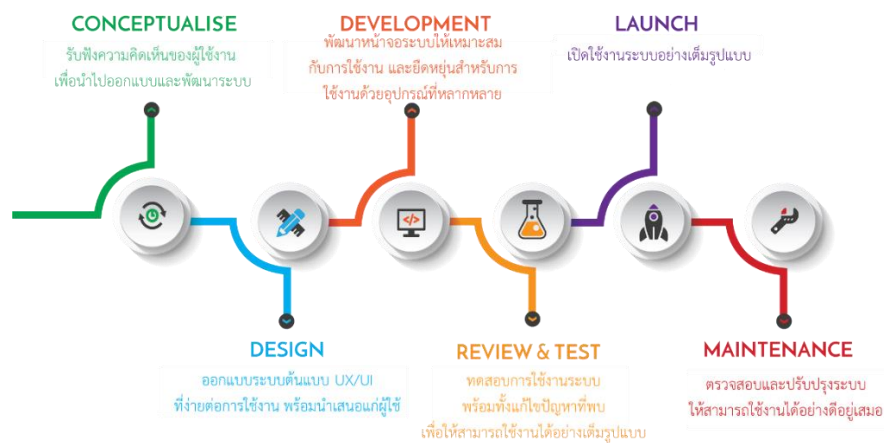 CONCEPTUALISE
รับฟังความคิดเห็นของผู้ใช้งาน
เพื่อนำไปออกแบบและพัฒนาระบบ
DESIGN
ออกแบบระบบต้นแบบ UX/UI
ที่ง่ายต่อการใช้งาน พร้อมนำเสนอแก่ผู้ใช้
DEVELOPMENT
พัฒนาหน้าจอระบบให้เหมาะสม
กับการใช้งาน และยืดหยุ่นสำหรับการ
ใช้งานด้วยอุปกรณ์ที่หลากหลาย
</>
REVIEW & TEST
ทดสอบการใช้งานระบบ
พร้อมทั้งแก้ไขปัญหาที่พบ
เพื่อให้สามารถใช้งานได้อย่างเต็มรูปแบบ
LAUNCH
เปิดใช้งานระบบอย่างเต็มรูปแบบ
MAINTENANCE
ตรวจสอบและปรับปรุงระบบ
ให้สามารถใช้งานได้อย่างดีอยู่เสมอ